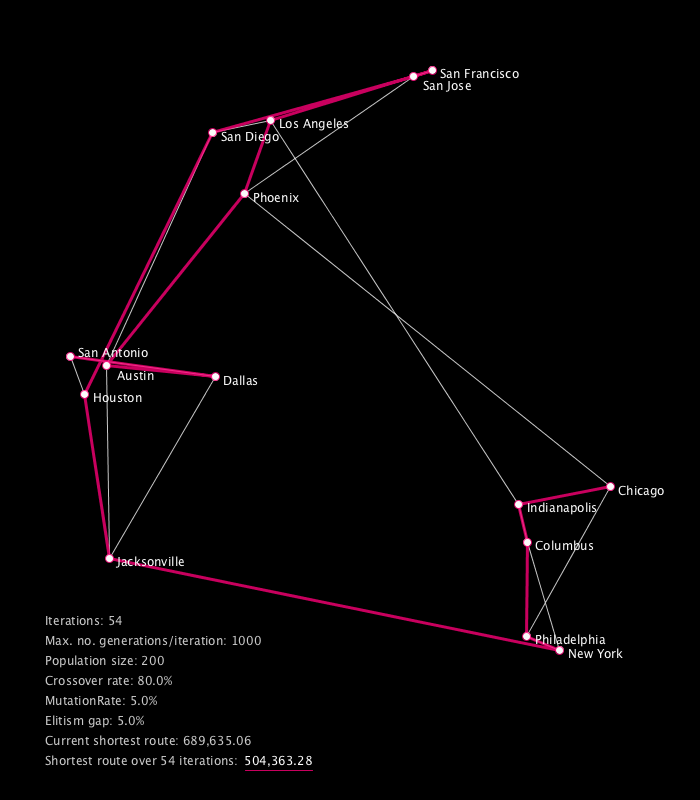 San Francisco
San Jose
Los Angeles
San Diego
Phoenix
San Antonio
Austin
Dallas
Houston
Chicago
Indianapolis
Columbus
Jacksonville
Philadelphia
New York
Iterations: 54
Max. no. generations/iteration: 1000
Population size: 200
Crossover rate: 80.0%
MutationRate: 5.0%
Elitism gap: 5.0%
Current shortest route: 689,635.06
Shortest route over 54 iterations: 504,363.28